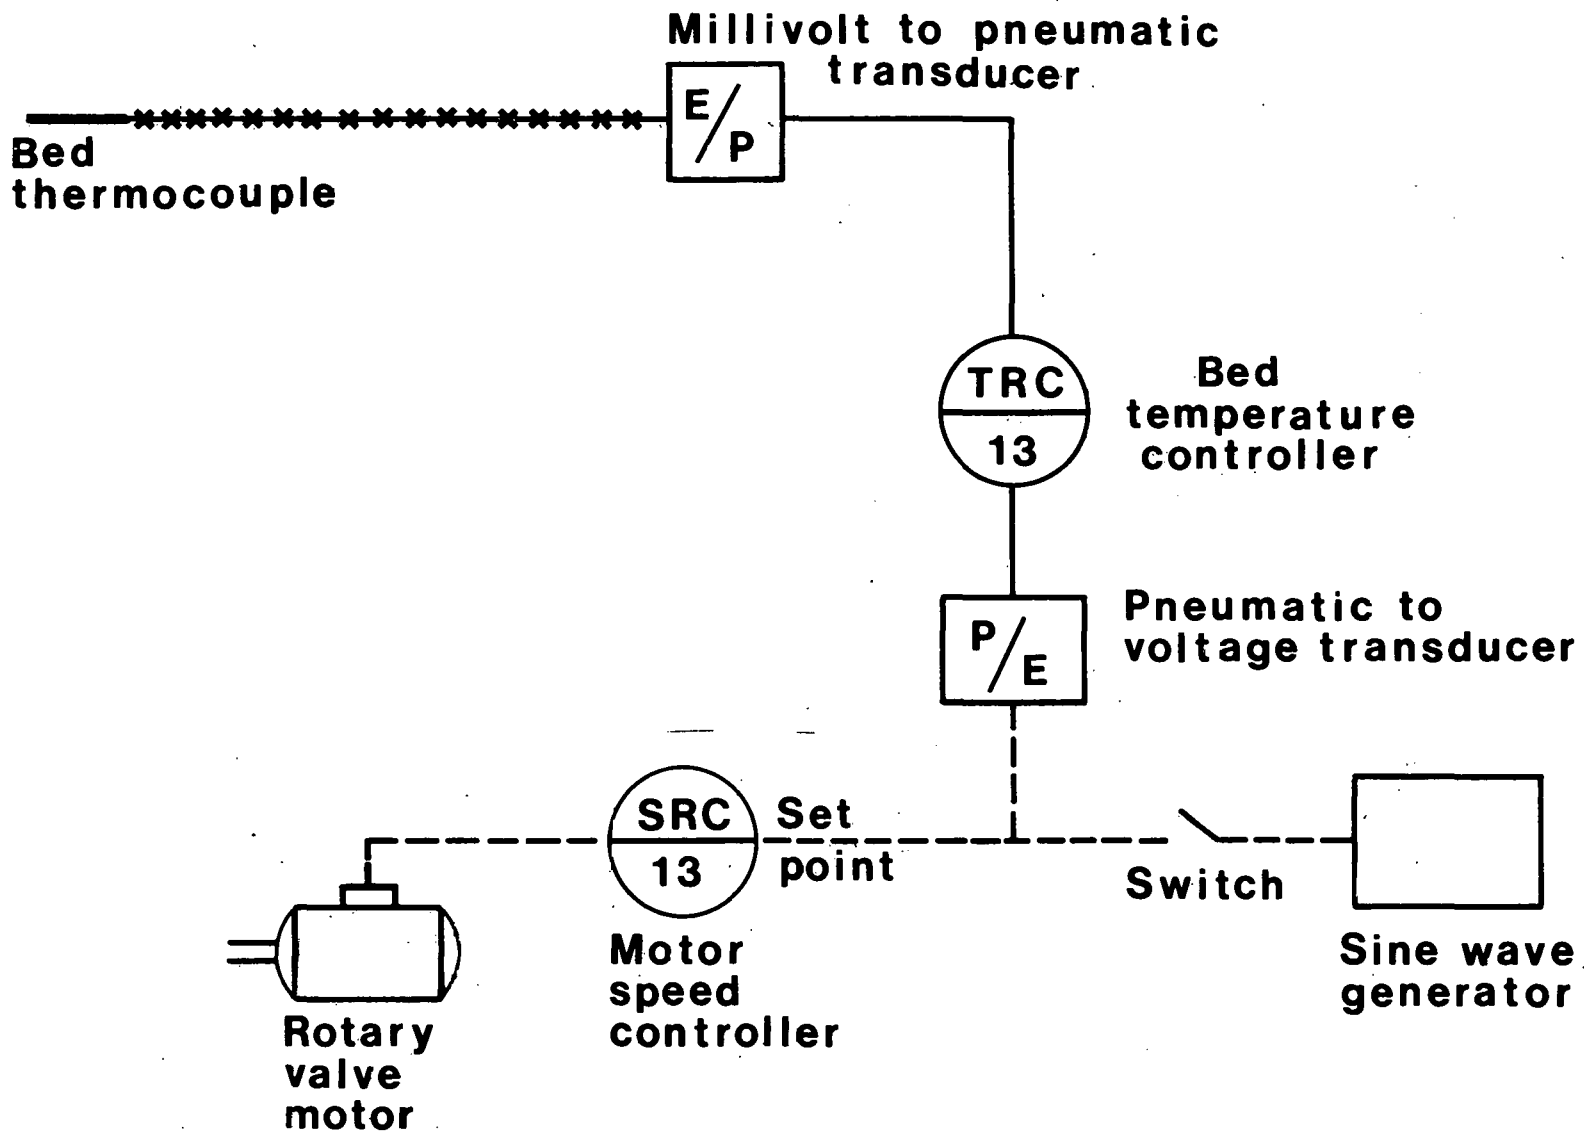 Millivolt to pneumatic
transducer
E/P
Bed
thermocouple
TRC
13
Bed
temperature
controller
P/E
Pneumatic to
voltage transducer
SRC
13
Set
point
Switch
Motor
speed
controller
Sine wave
generator
Rotary
valve
motor